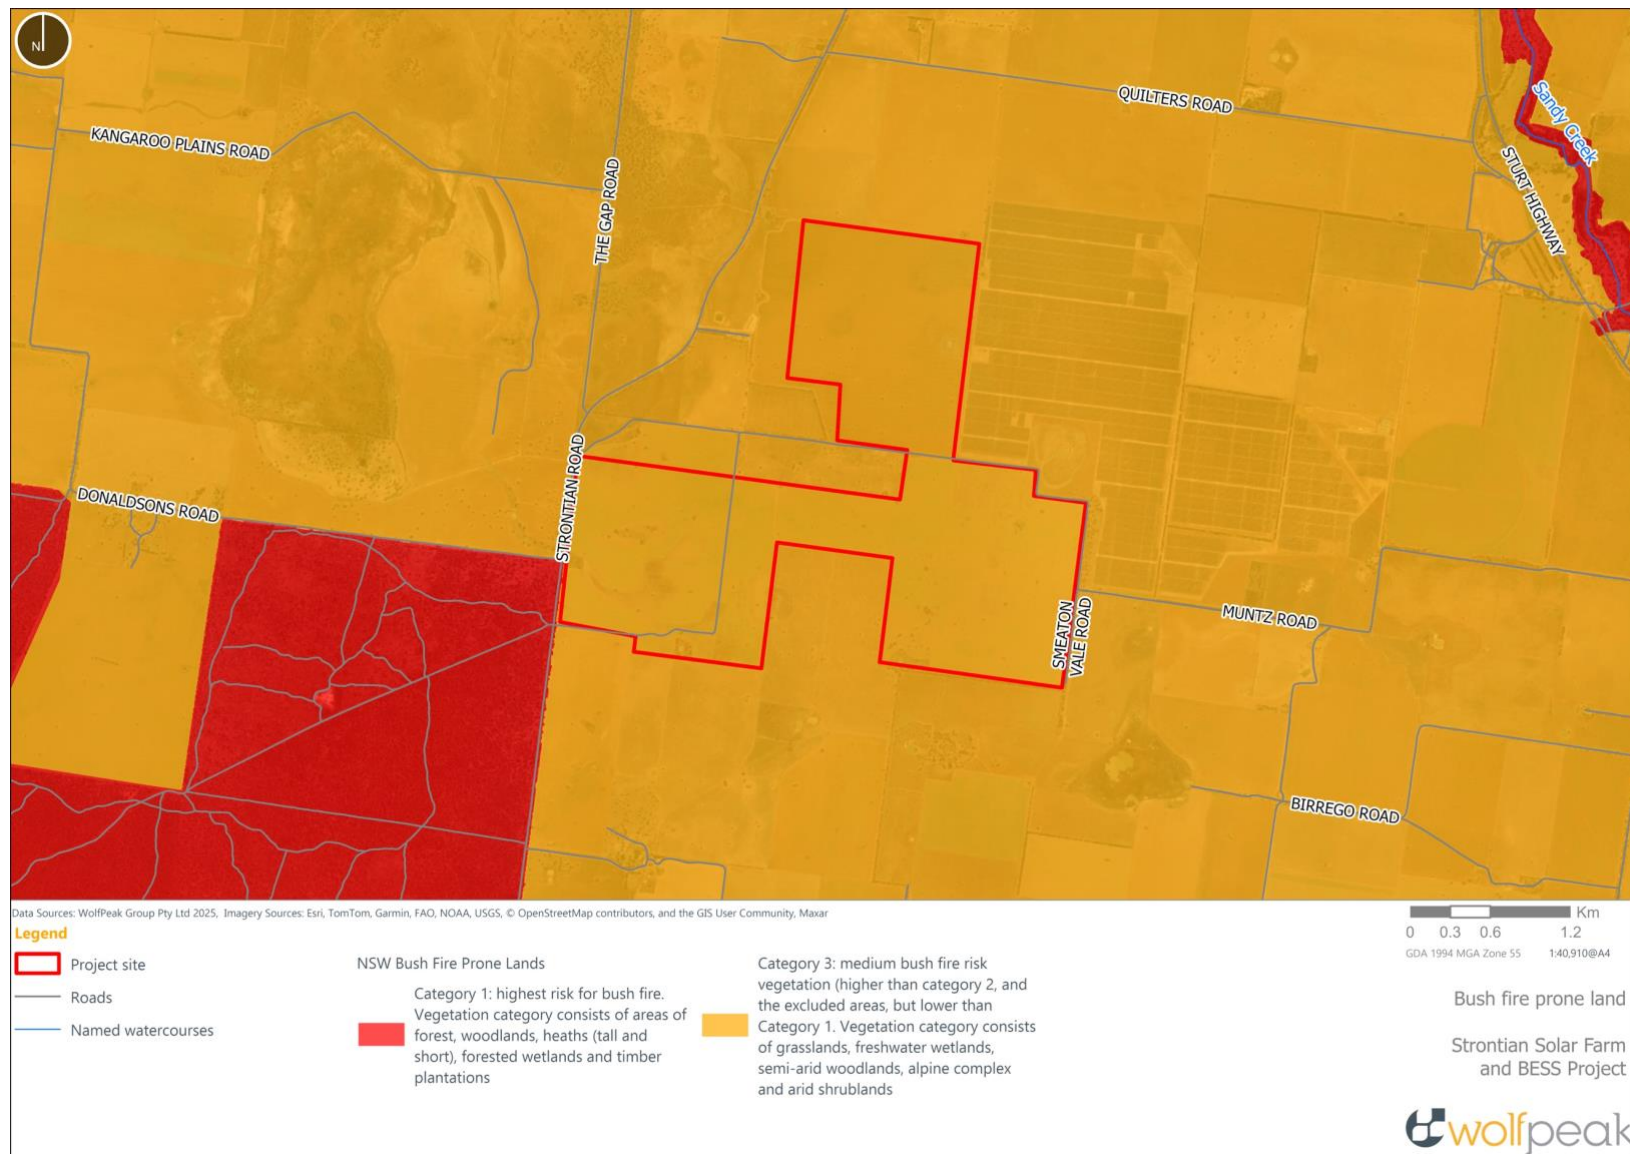 N
QUILTERS ROAD
Sandy Creek
STURT HIGHWAY
KANGAROO PLAINS ROAD
THE GAP ROAD
STRONTIAN ROAD
DONALDSONS ROAD
SMEATON
VALE ROAD
MUNTZ ROAD
BIRREGO ROAD
Data Sources: WolfPeak Group Pty Ltd 2025, Imagery Sources: Esri, TomTom, Garmin, FAO, NOAA, USGS, © OpenStreetMap contributors, and the GIS User Community, Maxar
Legend
Project site
Roads
Named watercourses
NSW Bush Fire Prone Lands
Category 1: highest risk for bush fire.
Vegetation category consists of areas of
forest, woodlands, heaths (tall and
short), forested wetlands and timber
plantations
Category 3: medium bush fire risk
vegetation (higher than category 2, and
the excluded areas, but lower than
Category 1. Vegetation category consists
of grasslands, freshwater wetlands,
semi-arid woodlands, alpine complex
and arid shrublands
Km
0 0.3 0.6 1.2
GDA 1994 MGA Zone 55 1:40,910@A4
Bush fire prone land
Strontian Solar Farm
and BESS Project
wolfpeak